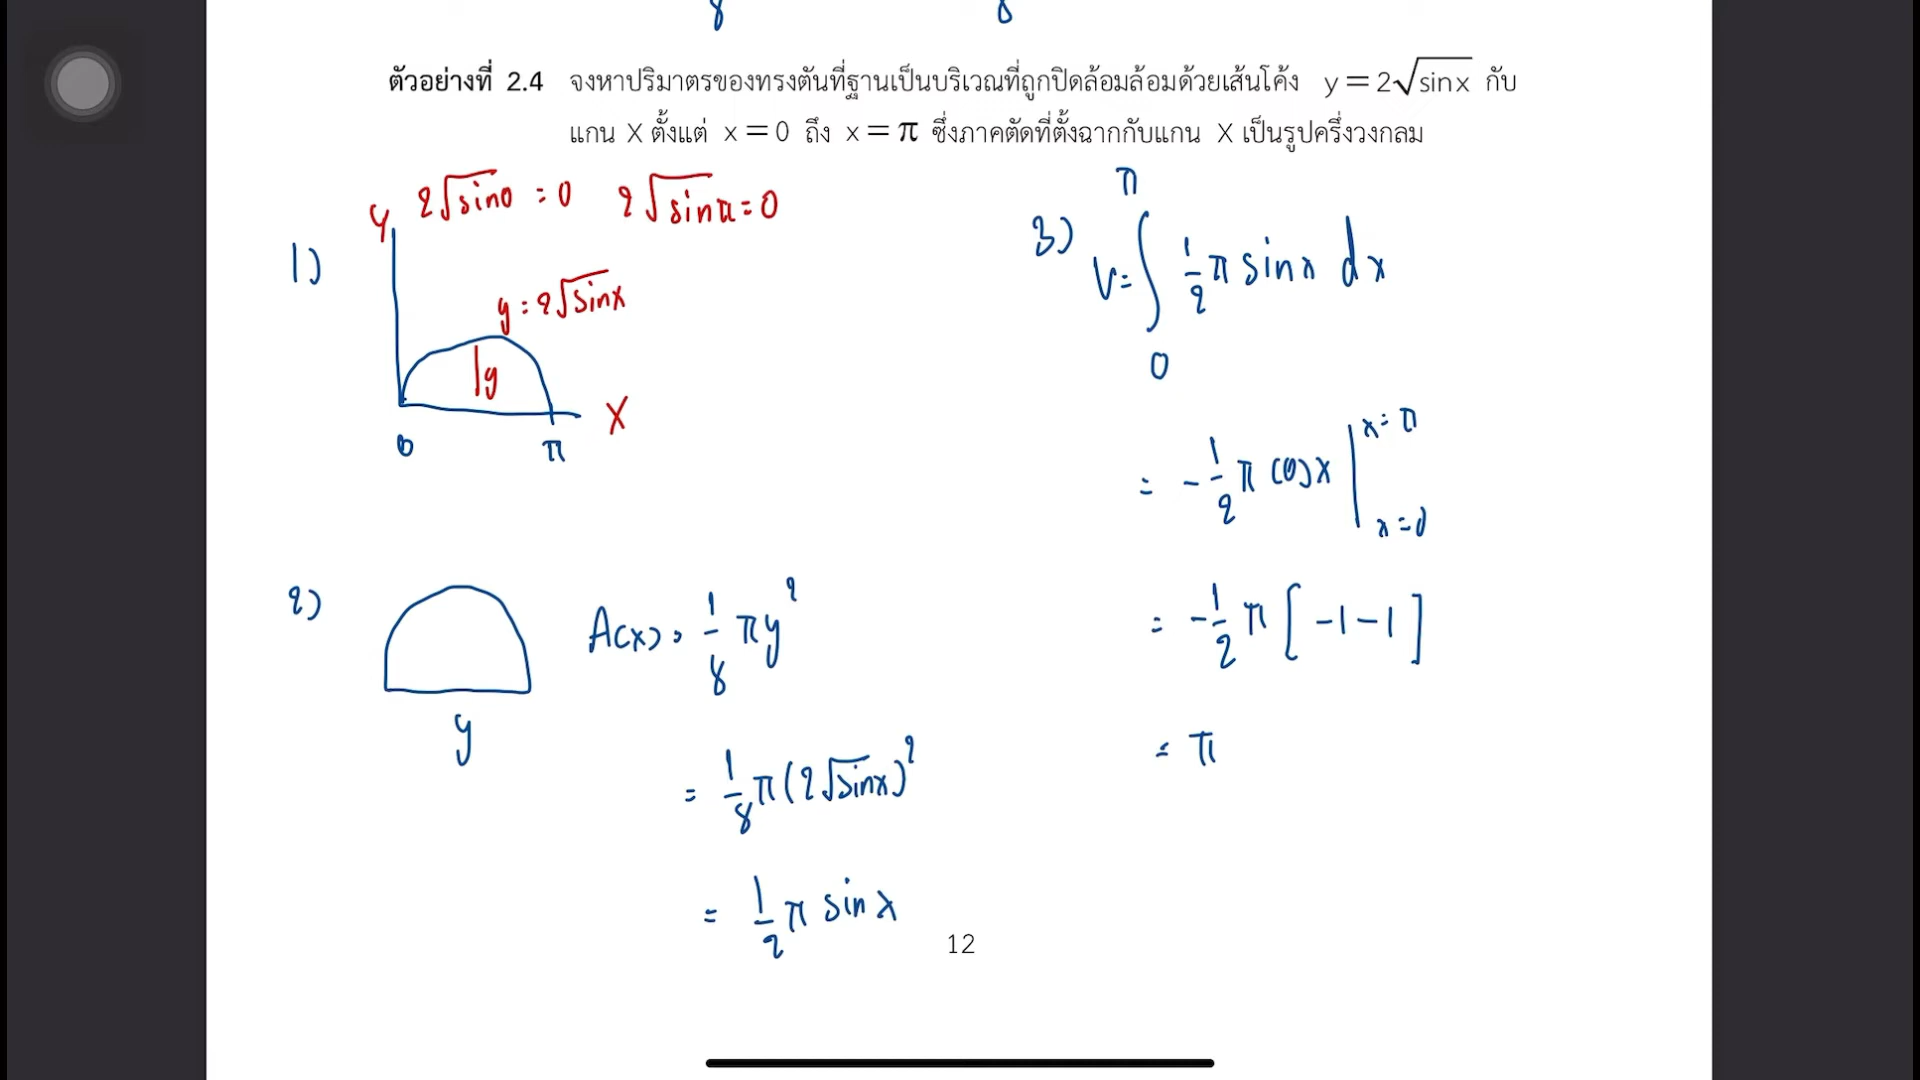 8 8
ตัวอย่างที่ 2.4 จงหาปริมาตรของทรงตันที่ฐานเป็นบริเวณที่ถูกปิดล้อมล้อมด้วยเส้นโค้ง y = 2√sin x กับ
แกน X ตั้งแต่ x = 0 ถึง x = π ซึ่งภาคตัดที่ตั้งฉากกับแกน X เป็นรูปครึ่งวงกลม
1)
y
2√sin0 = 0 2√sinπ = 0
y = 2√sinx
y
X
0 π
2)
y
A(x) = 1/8 πy²
= 1/8 π(2√sinx)²
= 1/2 π sin x
3)
V = ∫₀^π 1/2 π sin x dx
= -1/2 π cos x |
x = π
x = 0
= -1/2 π [-1-1]
= π
12